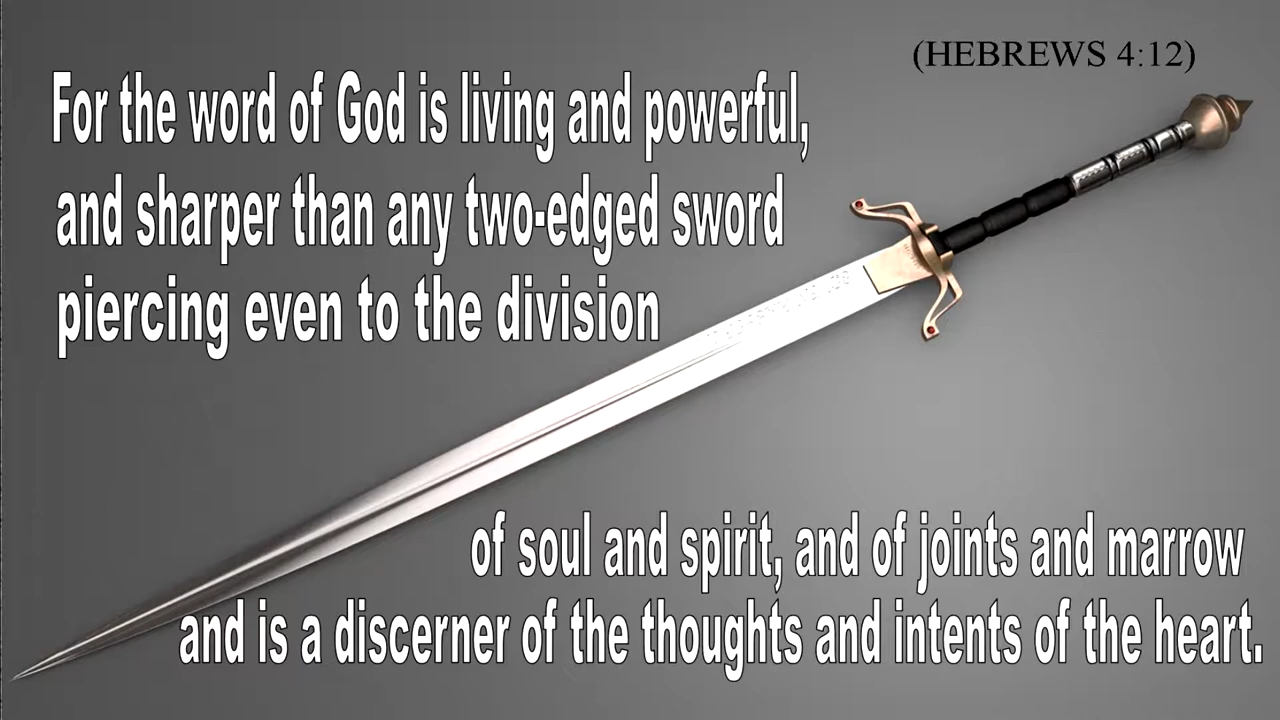 (HEBREWS 4:12)
For the word of God is living and powerful,
and sharper than any two-edged sword
piercing even to the division
of soul and spirit, and of joints and marrow
and is a discerner of the thoughts and intents of the heart.